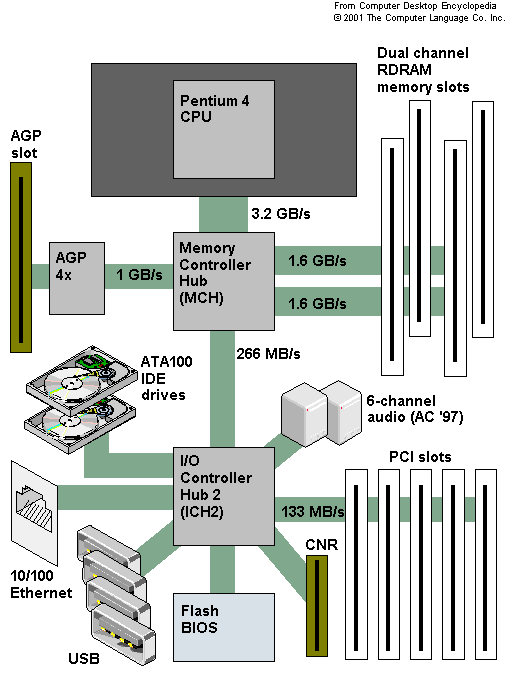 From Computer Desktop Encyclopedia
© 2001 The Computer Language Co. Inc.
Dual channel
RDRAM
memory slots
Pentium 4
CPU
AGP
slot
3.2 GB/s
Memory
Controller
Hub
(MCH)
AGP
4x
1 GB/s
1.6 GB/s
1.6 GB/s
266 MB/s
ATA100
IDE
drives
6-channel
audio (AC '97)
I/O
Controller
Hub 2
(ICH2)
PCI slots
133 MB/s
CNR
10/100
Ethernet
Flash
BIOS
USB